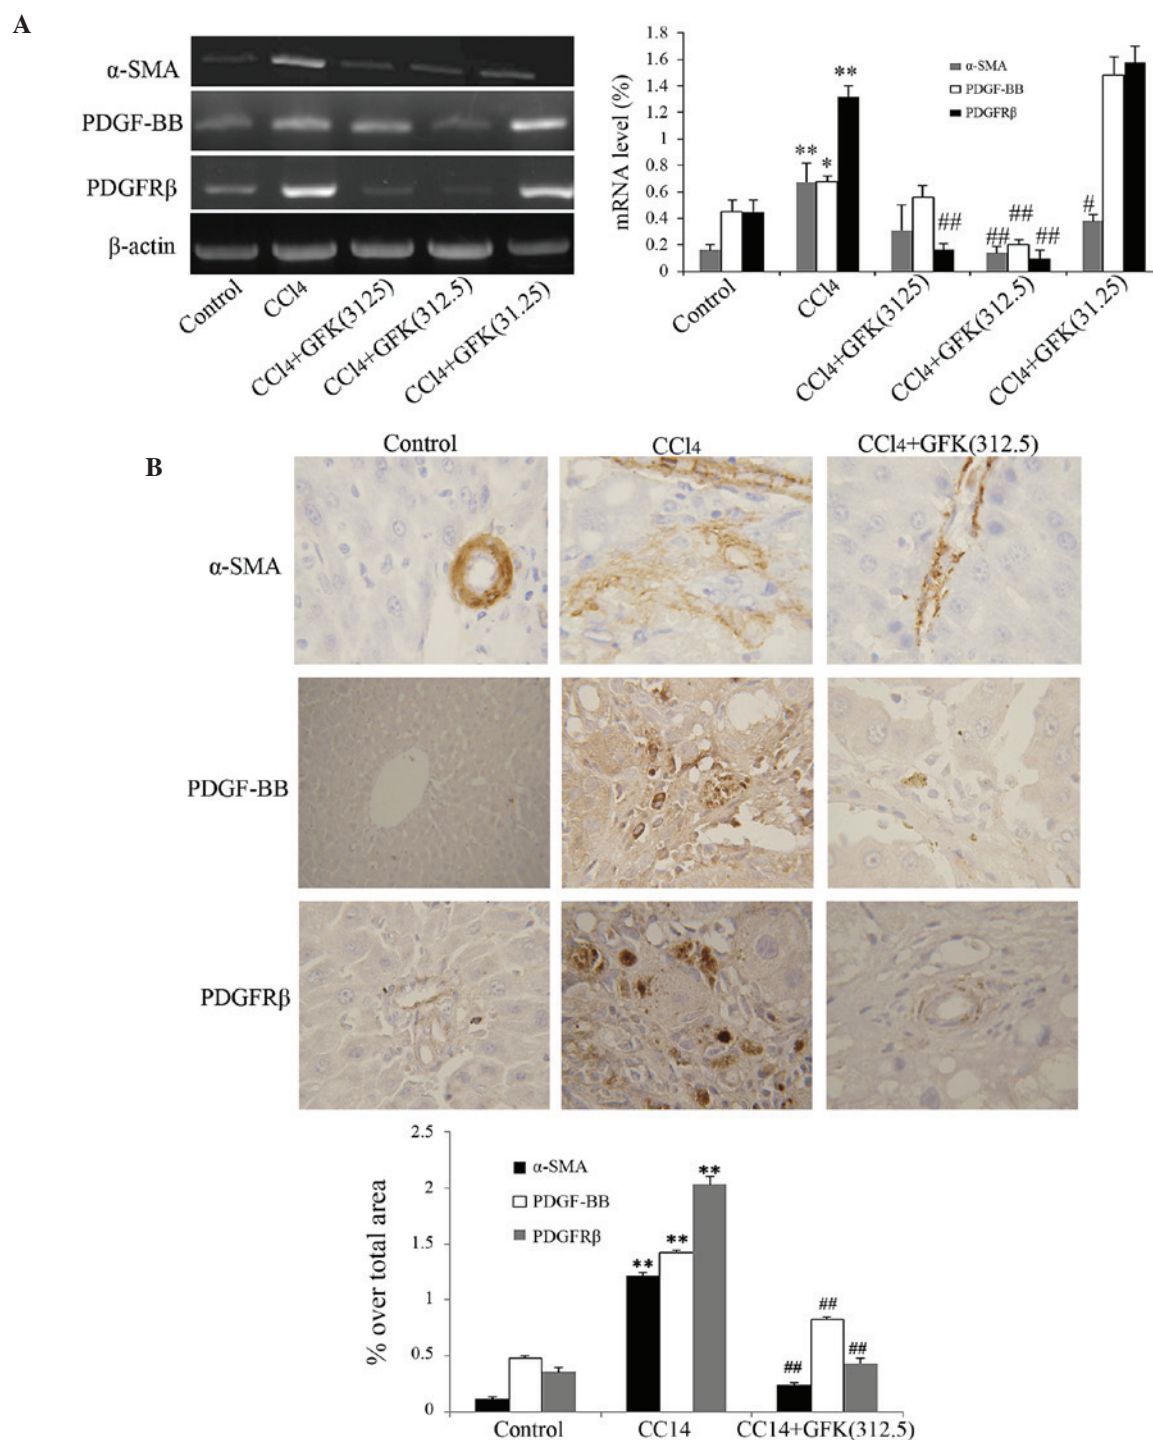 A
α-SMA
PDGF-BB
PDGFRβ
β-actin
Control
CCl4
CCl4+GFK(3125)
CCl4+GFK(312.5)
CCl4+GFK(31.25)
mRNA level (%)
1.8
1.6
1.4
1.2
1
0.8
0.6
0.4
0.2
0
α-SMA
PDGF-BB
PDGFRβ
**
*
**
##
##
##
##
#
Control
CCl4
CCl4+GFK(3125)
CCl4+GFK(312.5)
CCl4+GFK(31.25)
B
Control
CCl4
CCl4+GFK(312.5)
α-SMA
PDGF-BB
PDGFRβ
% over total area
2.5
2
1.5
1
0.5
0
α-SMA
PDGF-BB
PDGFRβ
**
**
**
##
##
##
Control
CC14
CC14+GFK(312.5)